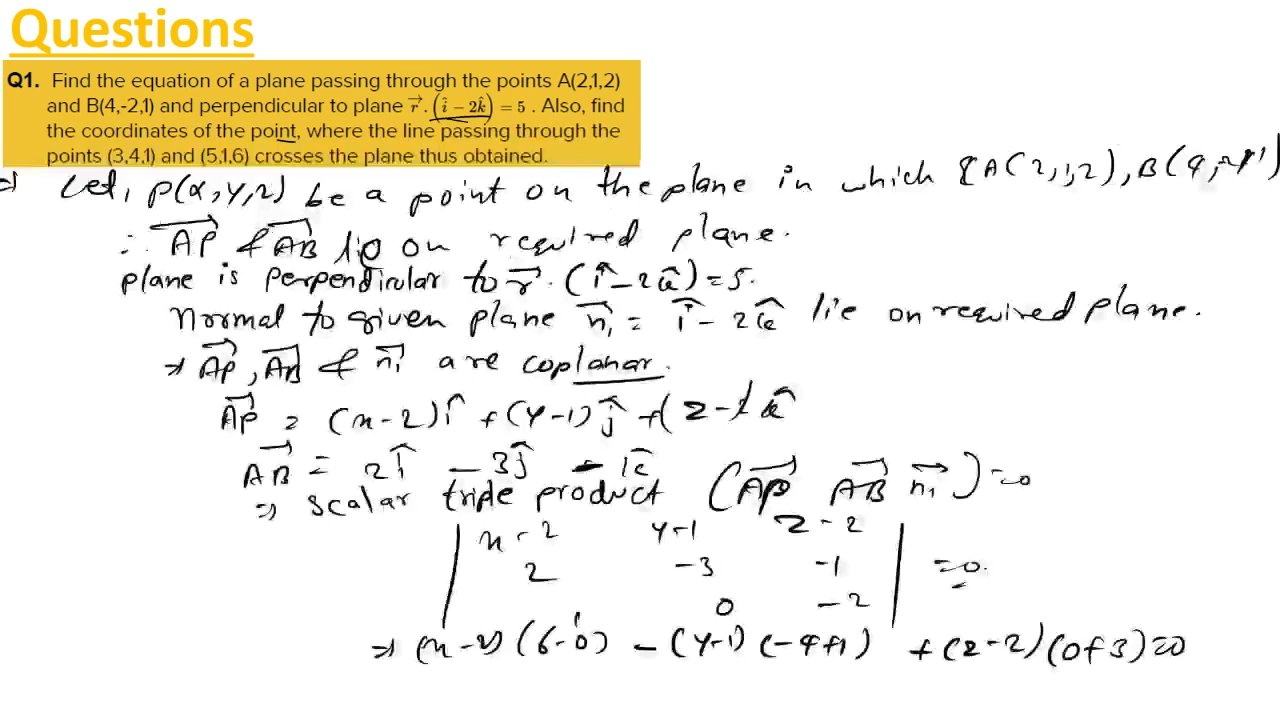 Questions
Q1. Find the equation of a plane passing through the points A(2,1,2)
and B(4,-2,1) and perpendicular to plane r⃗ . (î − 2k̂) = 5 . Also, find
the coordinates of the point, where the line passing through the
points (3,4,1) and (5,1,6) crosses the plane thus obtained.
Let, P(x,y,z) be a point on the plane in which A(2,1,2), B(4,-2,1)
∴ AP⃗ & AB⃗ lie on required plane.
plane is perpendicular to r⃗ . (î − 2k̂) = 5.
Normal to given plane n⃗₁ = î − 2k̂ lie on required plane.
⇒ AP⃗, AB⃗ & n⃗₁ are coplanar.
AP⃗ = (x−2)î + (y−1)ĵ + (z−2)k̂
AB⃗ = 2î − 3ĵ − k̂
⇒ scalar triple product (AP⃗ AB⃗ n⃗₁) = 0
| x−2 y−1 z−2 |
| 2 −3 −1 | = 0.
| 1 0 −2 |
⇒ (x−2)(6−0) − (y−1)(−4+1) + (z−2)(0+3) = 0